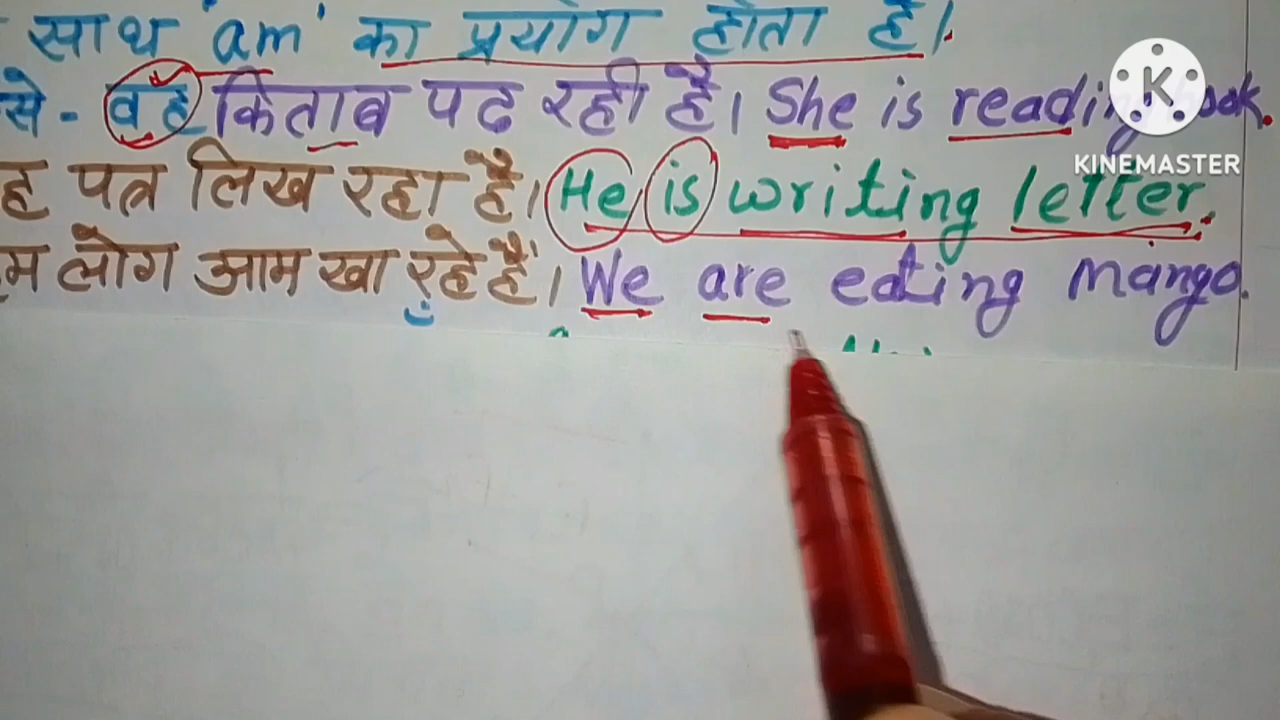 साथ 'am' का प्रयोग होता है।
से - वह किताब पढ रही है। She is reading book.
ह पत्र लिख रहा है। He is writing letter.
म लोग आम खा रहे हैं। We are eating mango.
KINEMASTER